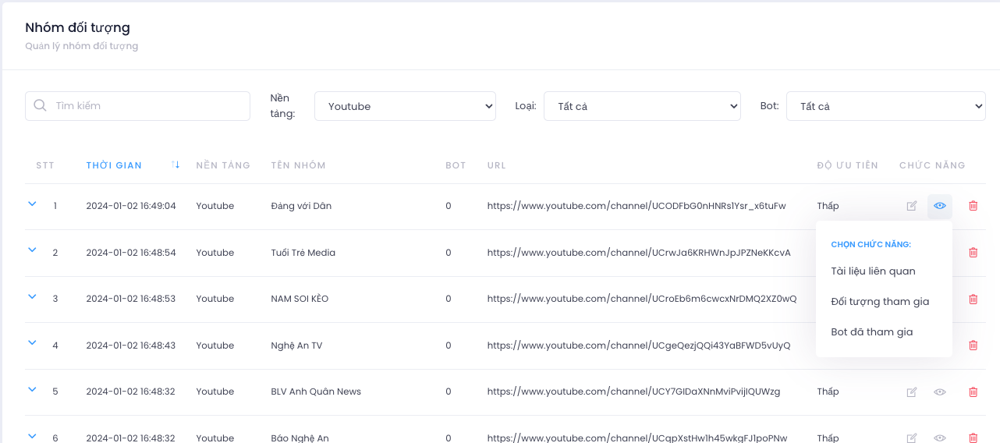 Nhóm đối tượng
Quản lý nhóm đối tượng
Tìm kiếm
Nền tảng:
Youtube
Loại:
Tất cả
Bot:
Tất cả
STT THỜI GIAN NỀN TẢNG TÊN NHÓM BOT URL ĐỘ ƯU TIÊN CHỨC NĂNG
1 2024-01-02 16:49:04 Youtube Đảng với Dân 0 https://www.youtube.com/channel/UCODFbG0nHNRs1Ysr_x6tuFw Thấp
CHỌN CHỨC NĂNG:
Tài liệu liên quan
Đối tượng tham gia
Bot đã tham gia
2 2024-01-02 16:48:54 Youtube Tuổi Trẻ Media 0 https://www.youtube.com/channel/UCrwJa6KRHWnJpJPZNeKKcvA
3 2024-01-02 16:48:53 Youtube NAM SOI KÈO 0 https://www.youtube.com/channel/UCroEb6m6cwcxNrDMQ2XZ0wQ
4 2024-01-02 16:48:43 Youtube Nghệ An TV 0 https://www.youtube.com/channel/UCgeQezjQQi43YaBFWD5vUyQ
5 2024-01-02 16:48:32 Youtube BLV Anh Quân News 0 https://www.youtube.com/channel/UCY7GIDaXNnMviPvijlQUWzg Thấp
6 2024-01-02 16:48:32 Youtube Báo Nghệ An 0 https://www.youtube.com/channel/UCqpXstHw1h45wkgFJ1poPNw Thấp